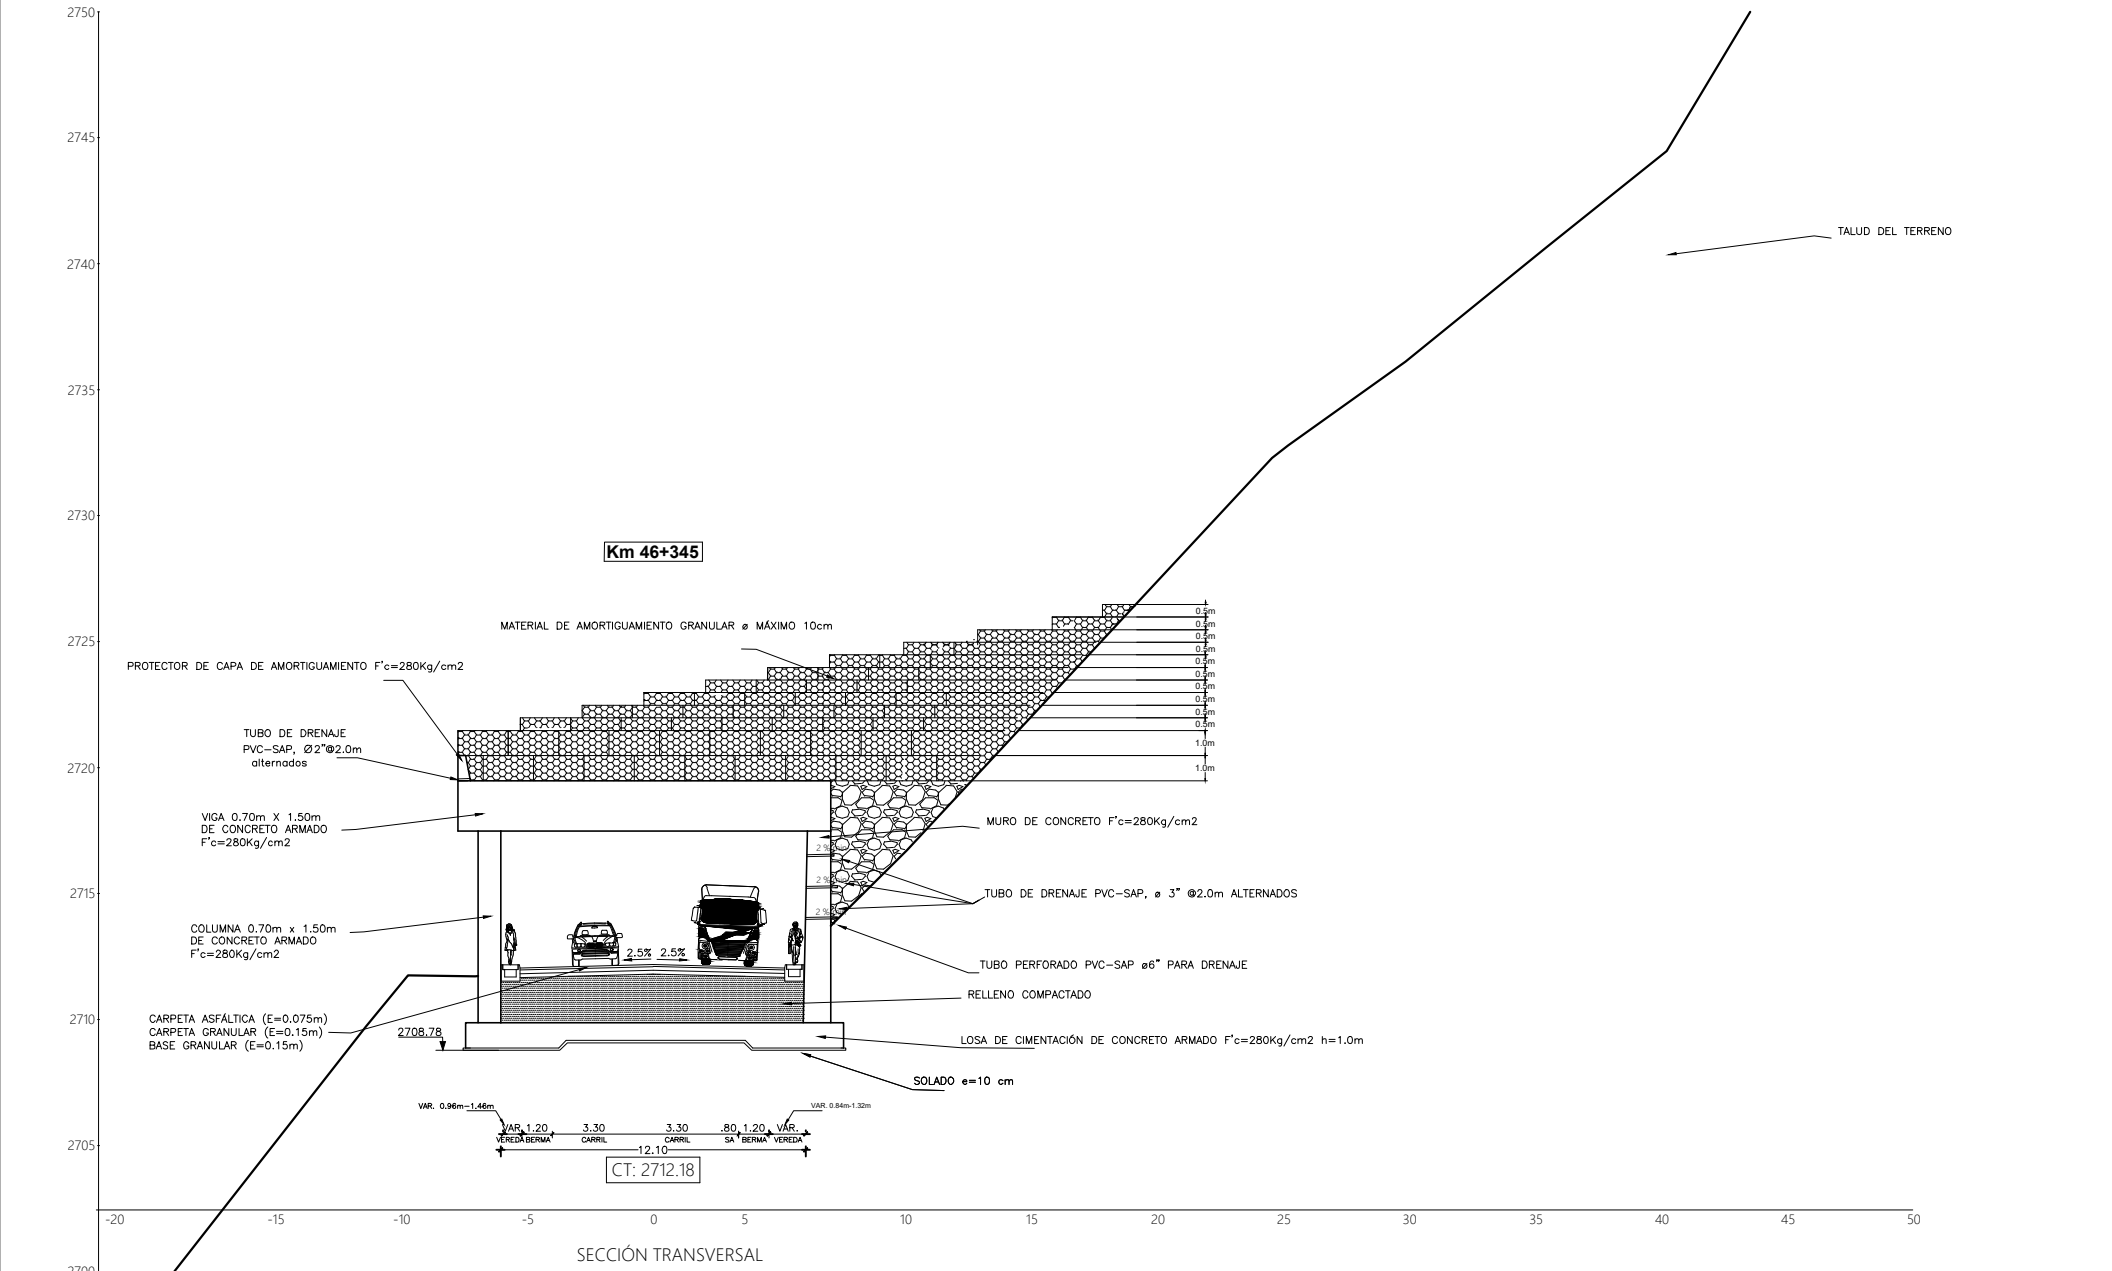 2750
2745
2740
2735
2730
2725
2720
2715
2710
2705
2700
TALUD DEL TERRENO
Km 46+345
MATERIAL DE AMORTIGUAMIENTO GRANULAR ø MÁXIMO 10cm
PROTECTOR DE CAPA DE AMORTIGUAMIENTO F'c=280Kg/cm2
TUBO DE DRENAJE
PVC-SAP, Ø2"@2.0m
alternados
VIGA 0.70m X 1.50m
DE CONCRETO ARMADO
F'c=280Kg/cm2
COLUMNA 0.70m x 1.50m
DE CONCRETO ARMADO
F'c=280Kg/cm2
CARPETA ASFÁLTICA (E=0.075m)
CARPETA GRANULAR (E=0.15m)
BASE GRANULAR (E=0.15m)
2708.78
0.5m
0.5m
0.5m
0.5m
0.5m
0.5m
0.5m
0.5m
0.5m
0.5m
1.0m
1.0m
MURO DE CONCRETO F'c=280Kg/cm2
2 %
2 %
2 %
TUBO DE DRENAJE PVC-SAP, ø 3" @2.0m ALTERNADOS
2.5% 2.5%
TUBO PERFORADO PVC-SAP ø6" PARA DRENAJE
RELLENO COMPACTADO
LOSA DE CIMENTACIÓN DE CONCRETO ARMADO F'c=280Kg/cm2 h=1.0m
SOLADO e=10 cm
VAR. 0.96m-1.46m
VAR. 0.84m-1.32m
VAR. 1.20 3.30 3.30 .80 1.20 VAR.
VEREDA BERMA CARRIL CARRIL SA BERMA VEREDA
12.10
CT: 2712.18
-20 -15 -10 -5 0 5 10 15 20 25 30 35 40 45 50
SECCIÓN TRANSVERSAL